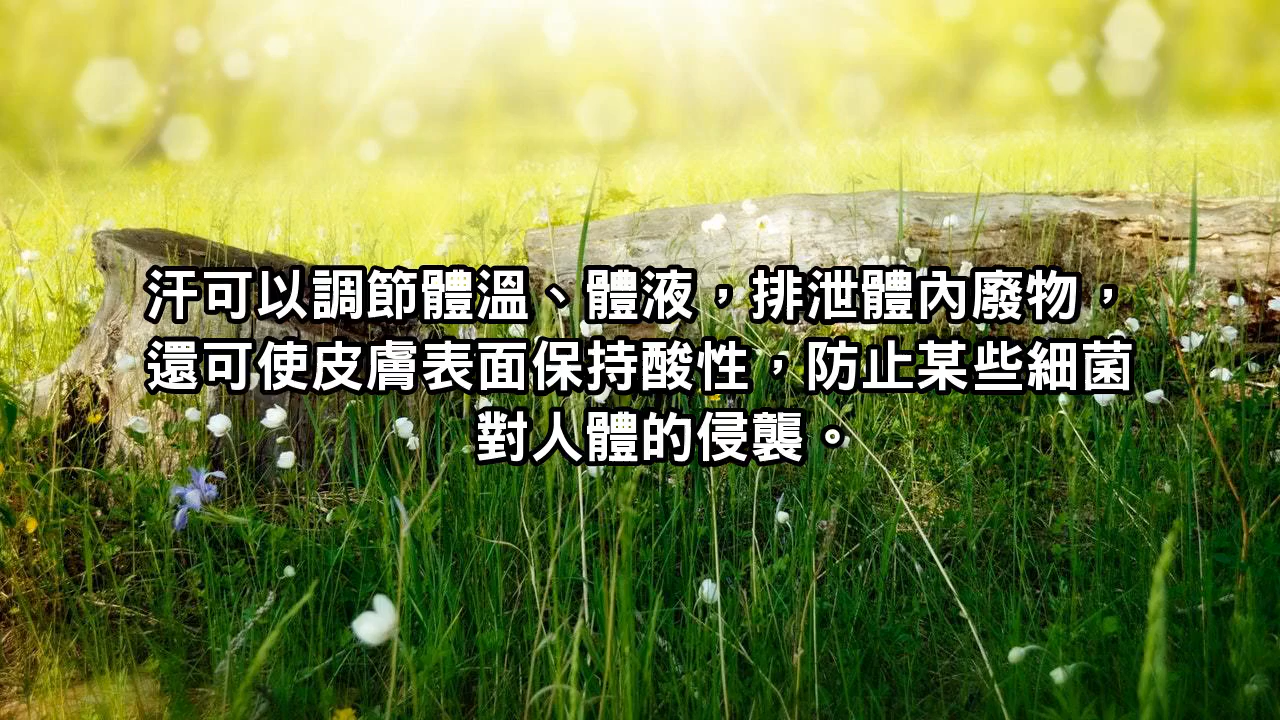 汗可以調節體溫、體液，排泄體內廢物，
還可使皮膚表面保持酸性，防止某些細菌
對人體的侵襲。